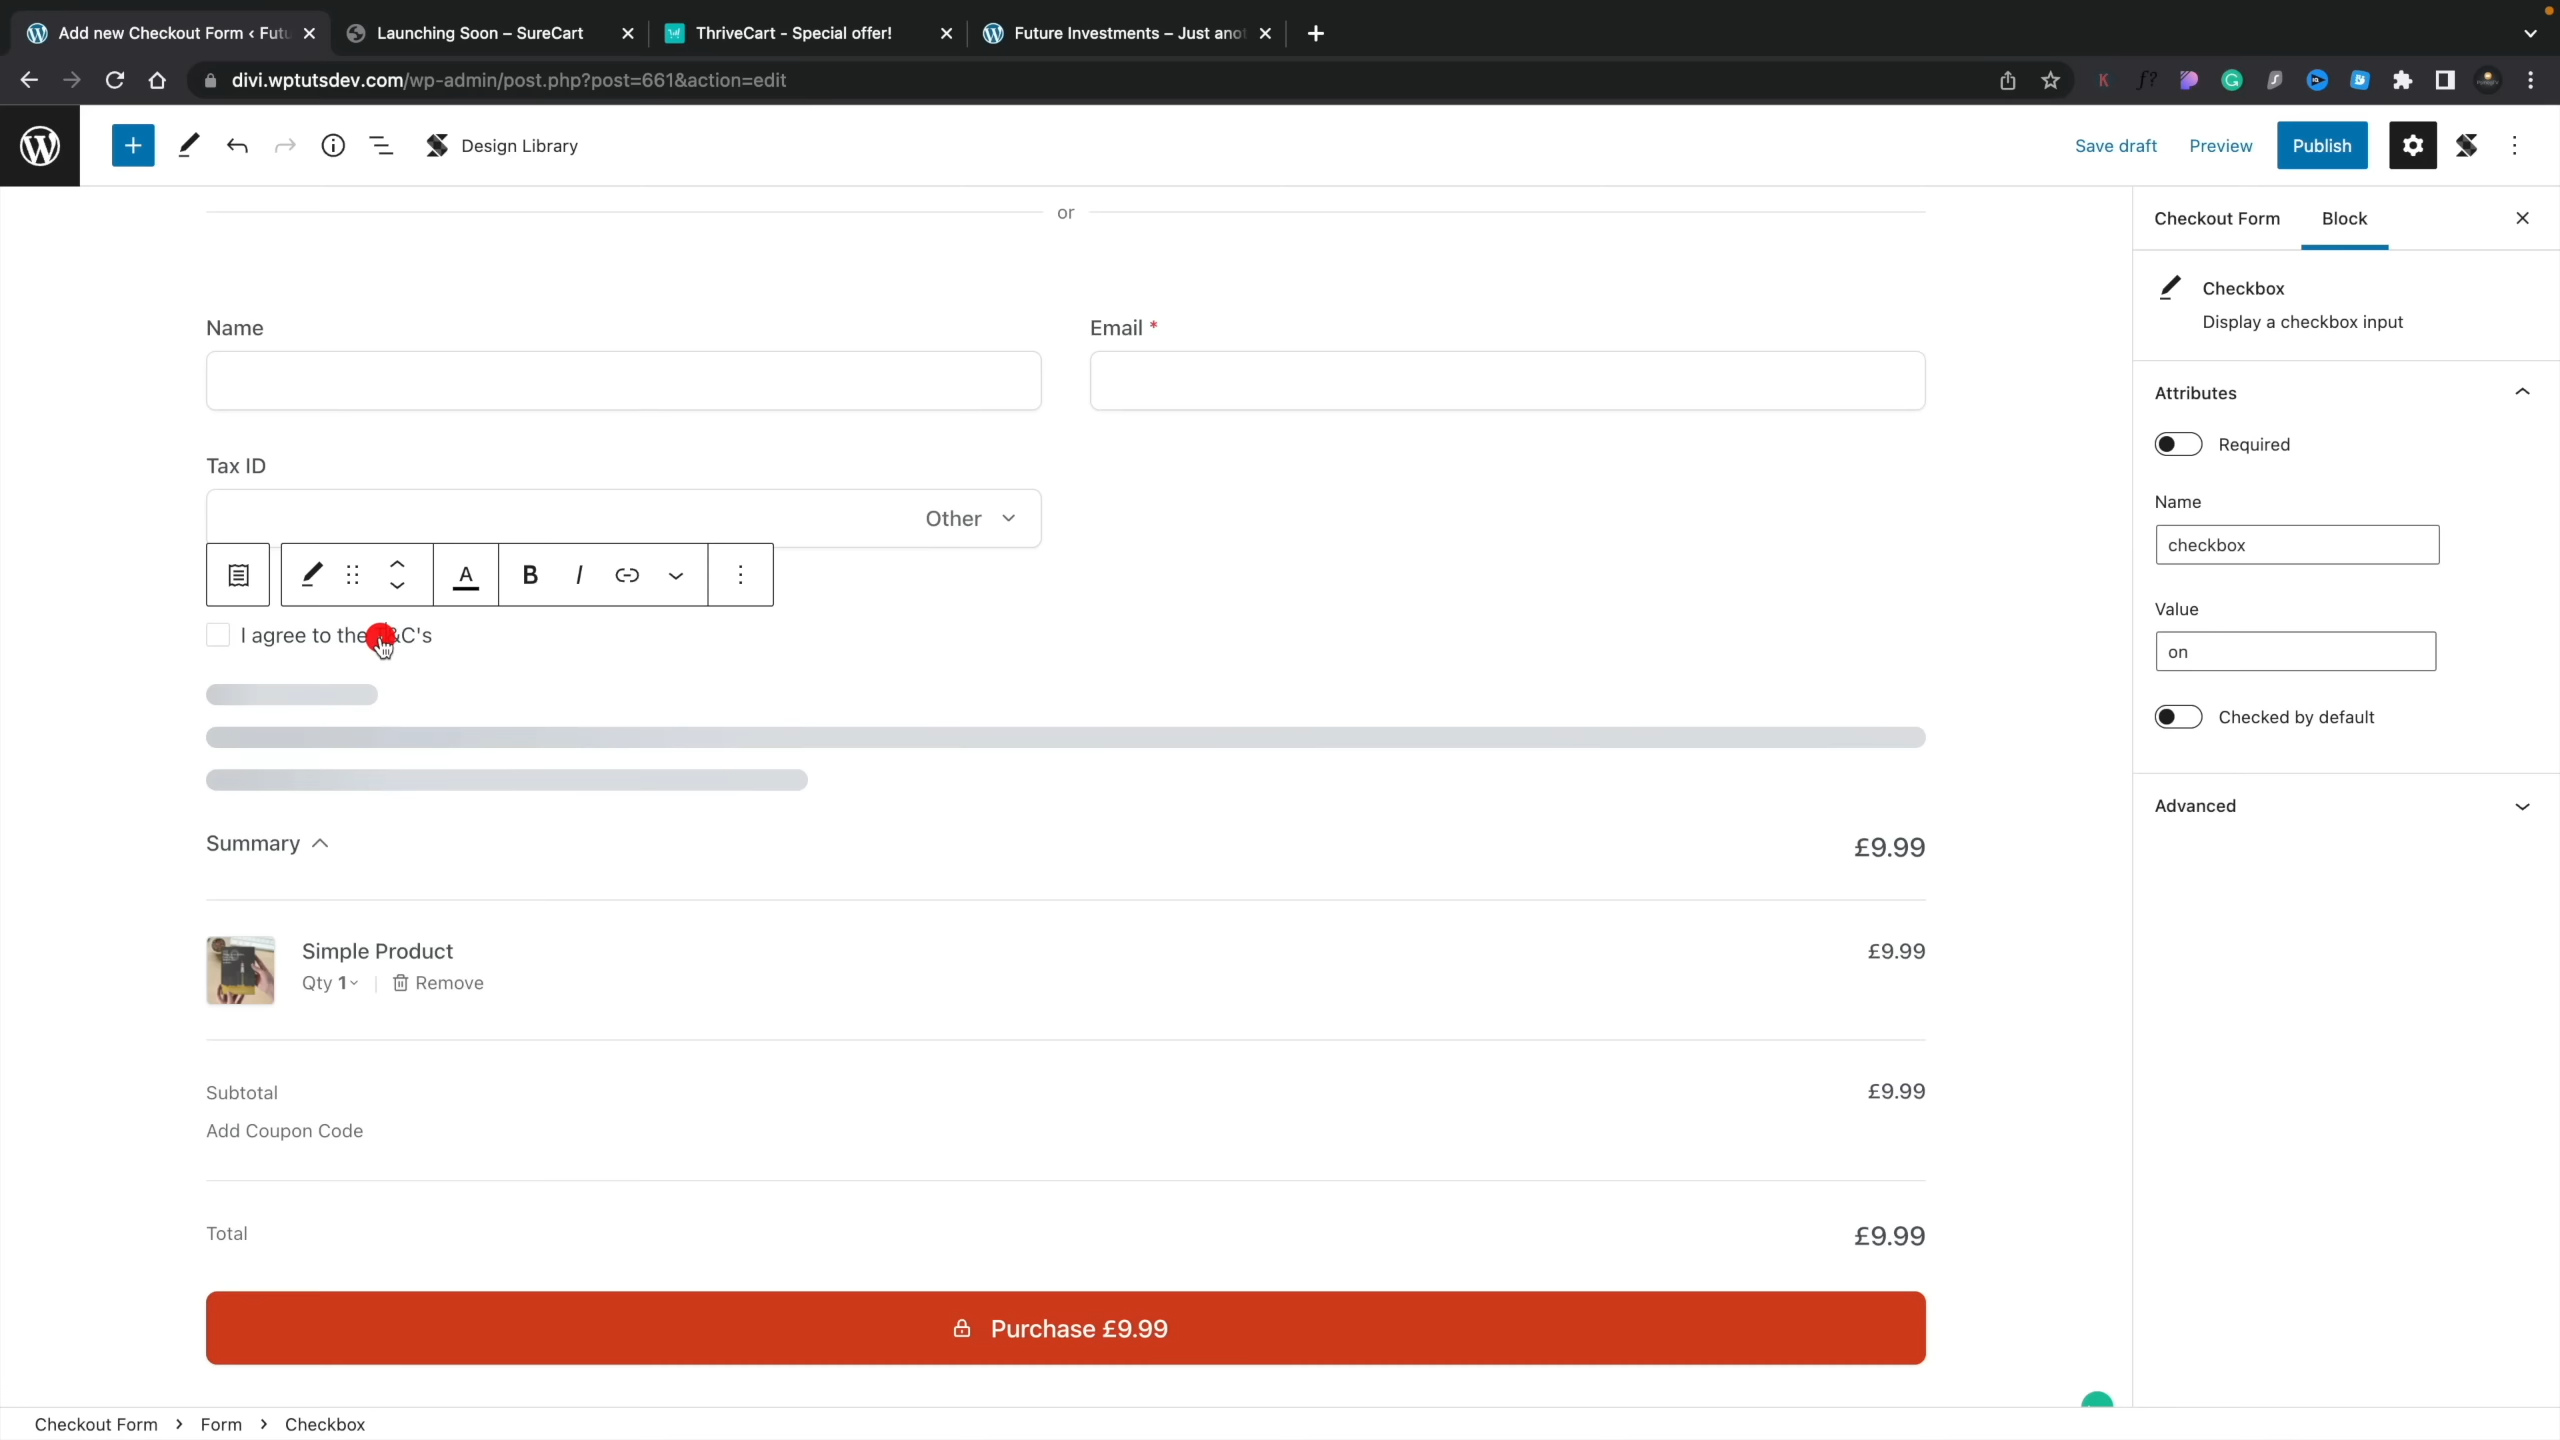 Add new Checkout Form ‹ Futu
Launching Soon – SureCart
ThriveCart - Special offer!
Future Investments – Just anot
divi.wptutsdev.com/wp-admin/post.php?post=661&action=edit
Design Library
Save draft
Preview
Publish
or
Checkout Form
Block
Checkbox
Display a checkbox input
Name
Email *
Attributes
Required
Tax ID
Other
Name
checkbox
A B I
Value
on
I agree to the &C's
Checked by default
Advanced
Summary
£9.99
Simple Product
£9.99
Qty 1
Remove
Subtotal
£9.99
Add Coupon Code
Total
£9.99
Purchase £9.99
Checkout Form > Form > Checkbox